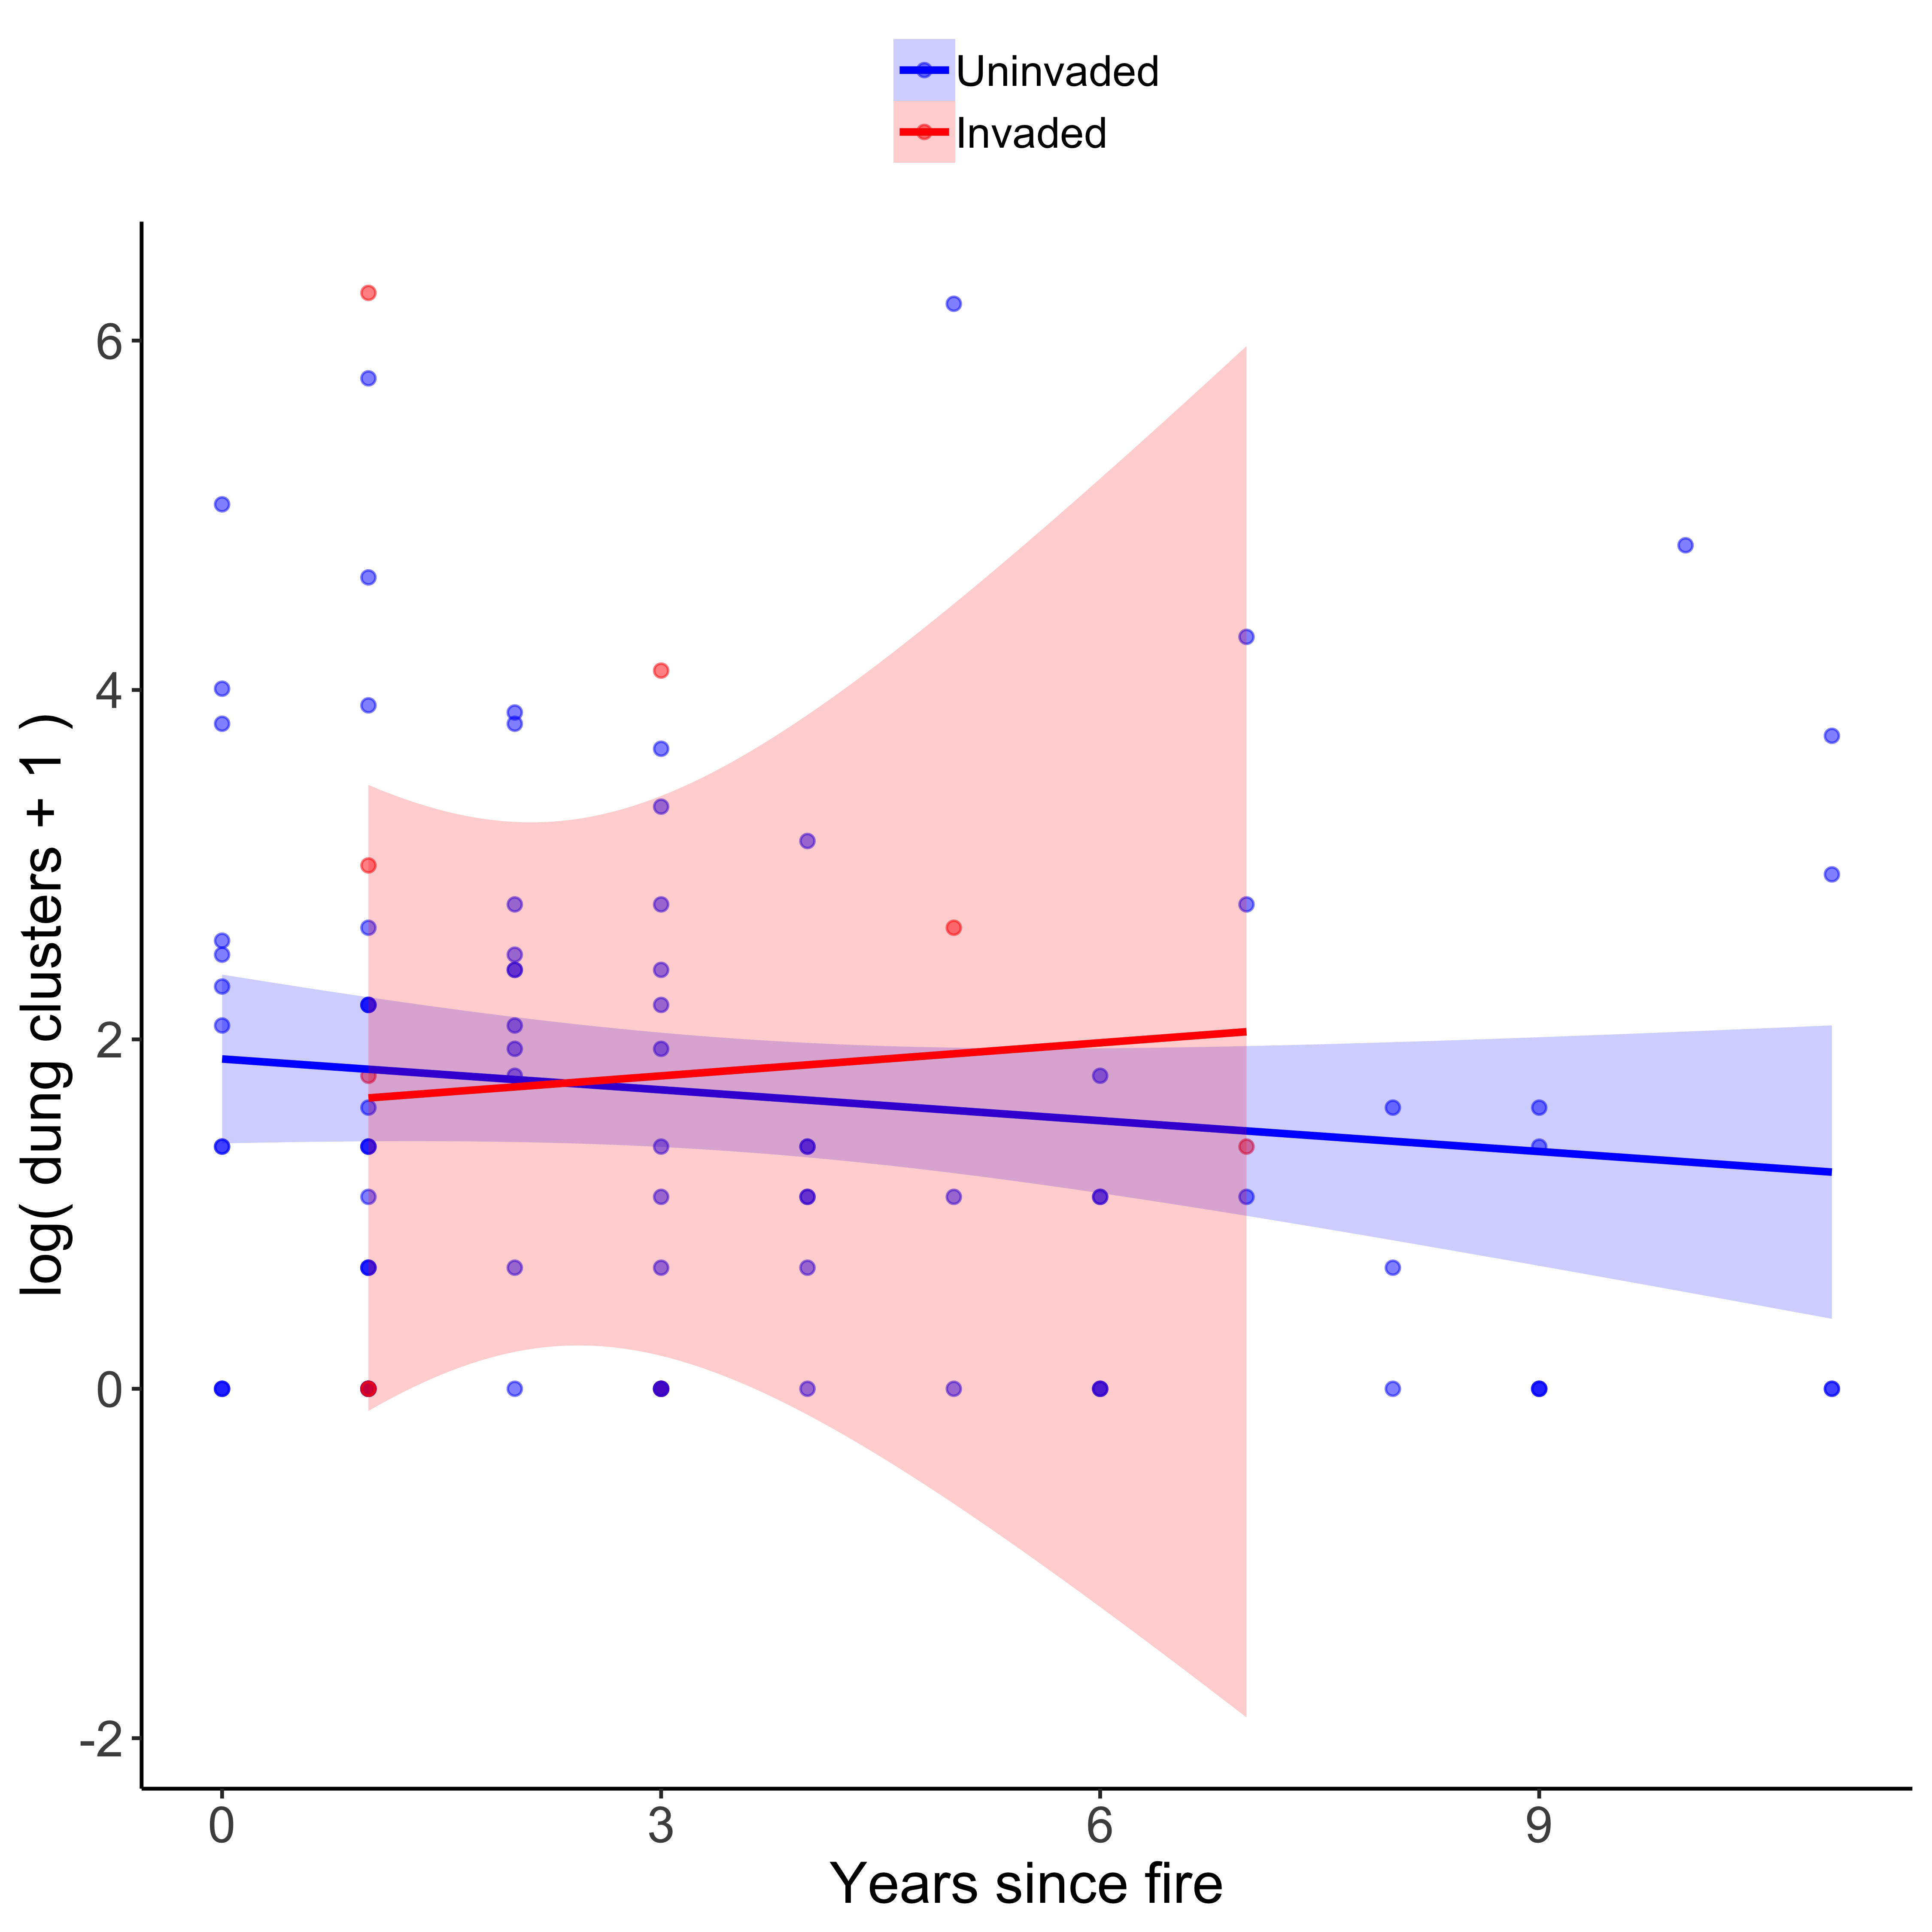 Uninvaded
Invaded
log( dung clusters + 1 )
6
4
2
0
-2
0 3 6 9
Years since fire